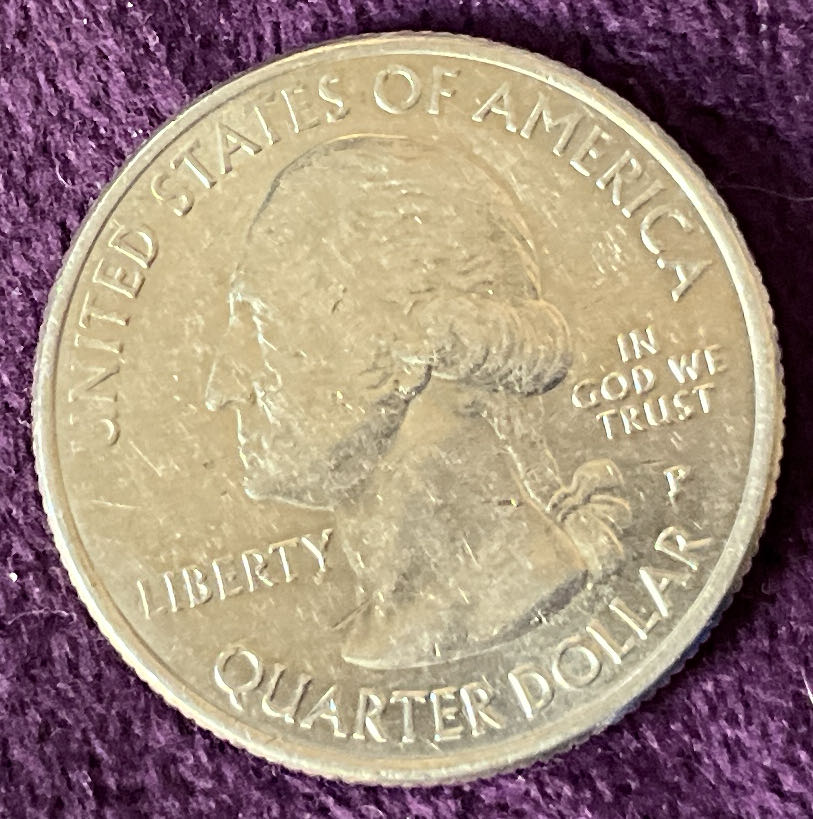 UNITED STATES OF AMERICA
IN
GOD WE
TRUST
P
LIBERTY
QUARTER DOLLAR